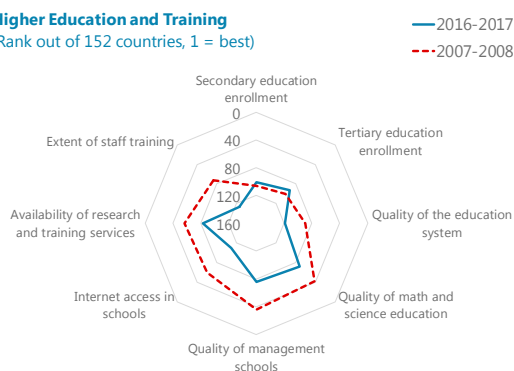 Higher Education and Training
(Rank out of 152 countries, 1 = best)
2016-2017
2007-2008
Secondary education
enrollment
Tertiary education
enrollment
Quality of the education
system
Quality of math and
science education
Quality of management
schools
Internet access in
schools
Availability of research
and training services
Extent of staff training
0
40
80
120
160